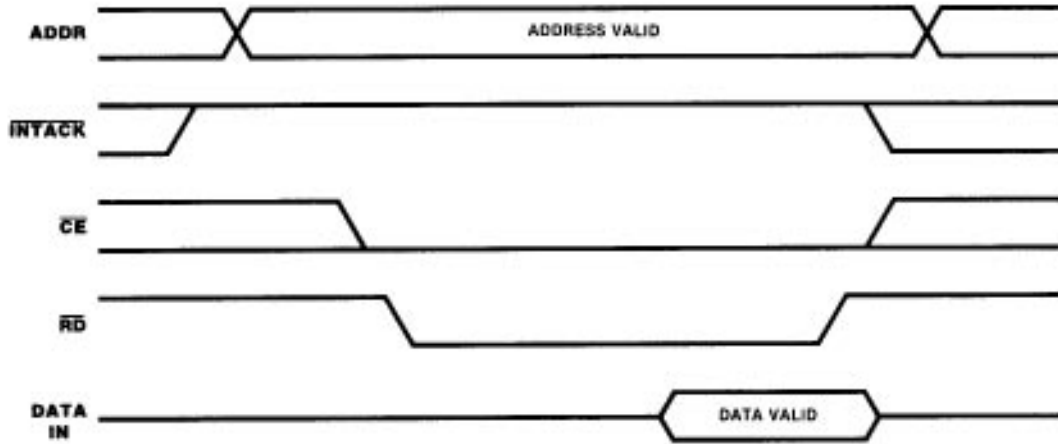 ADDR
ADDRESS VALID
INTACK
CE
RD
DATA
IN
DATA VALID